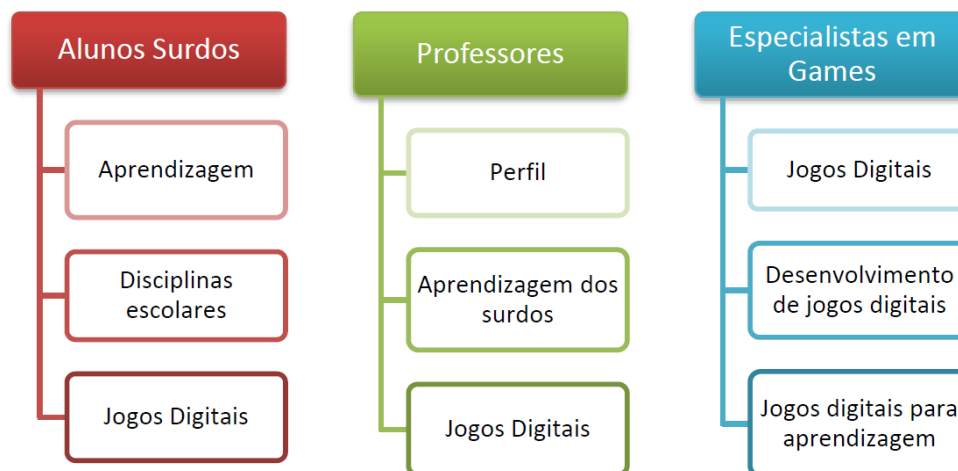 Alunos Surdos
Aprendizagem
Disciplinas
escolares
Jogos Digitais
Professores
Perfil
Aprendizagem dos
surdos
Jogos Digitais
Especialistas em
Games
Jogos Digitais
Desenvolvimento
de jogos digitais
Jogos digitais para
aprendizagem